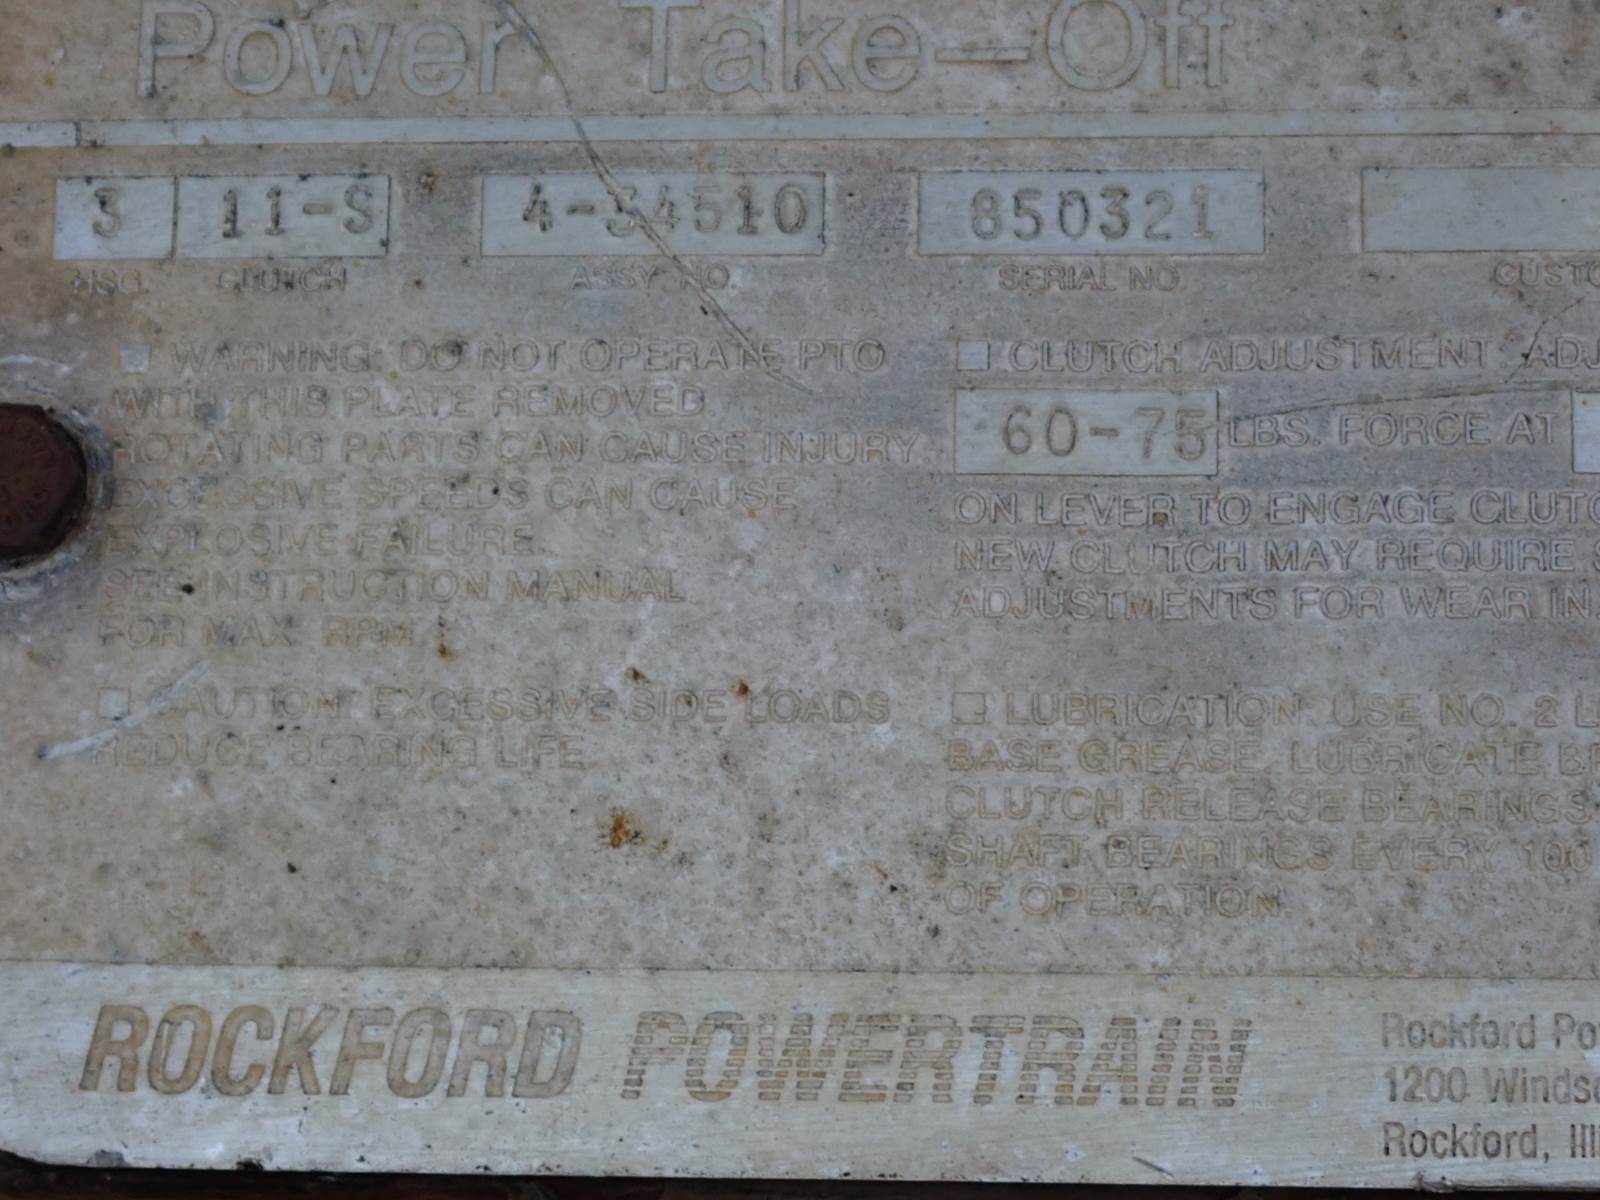 Power Take-Off
3 11-S 4-34510 850321
HSG. CLUTCH ASSY NO SERIAL NO
WARNING: DO NOT OPERATE PTO
WITH THIS PLATE REMOVED.
ROTATING PARTS CAN CAUSE INJURY.
EXCESSIVE SPEEDS CAN CAUSE
EXPLOSIVE FAILURE.
SEE INSTRUCTION MANUAL
FOR MAX. RPM
CAUTION: EXCESSIVE SIDE LOADS
REDUCE BEARING LIFE.
CLUTCH ADJUSTMENT:
60-75 LBS. FORCE AT
ON LEVER TO ENGAGE
NEW CLUTCH MAY REQUIRE
ADJUSTMENTS FOR WEAR IN.
LUBRICATION: USE NO. 2
BASE GREASE. LUBRICATE
CLUTCH RELEASE BEARINGS
SHAFT BEARINGS EVERY 100
OF OPERATION.
ROCKFORD POWERTRAIN
Rockford
1200
Rockford,